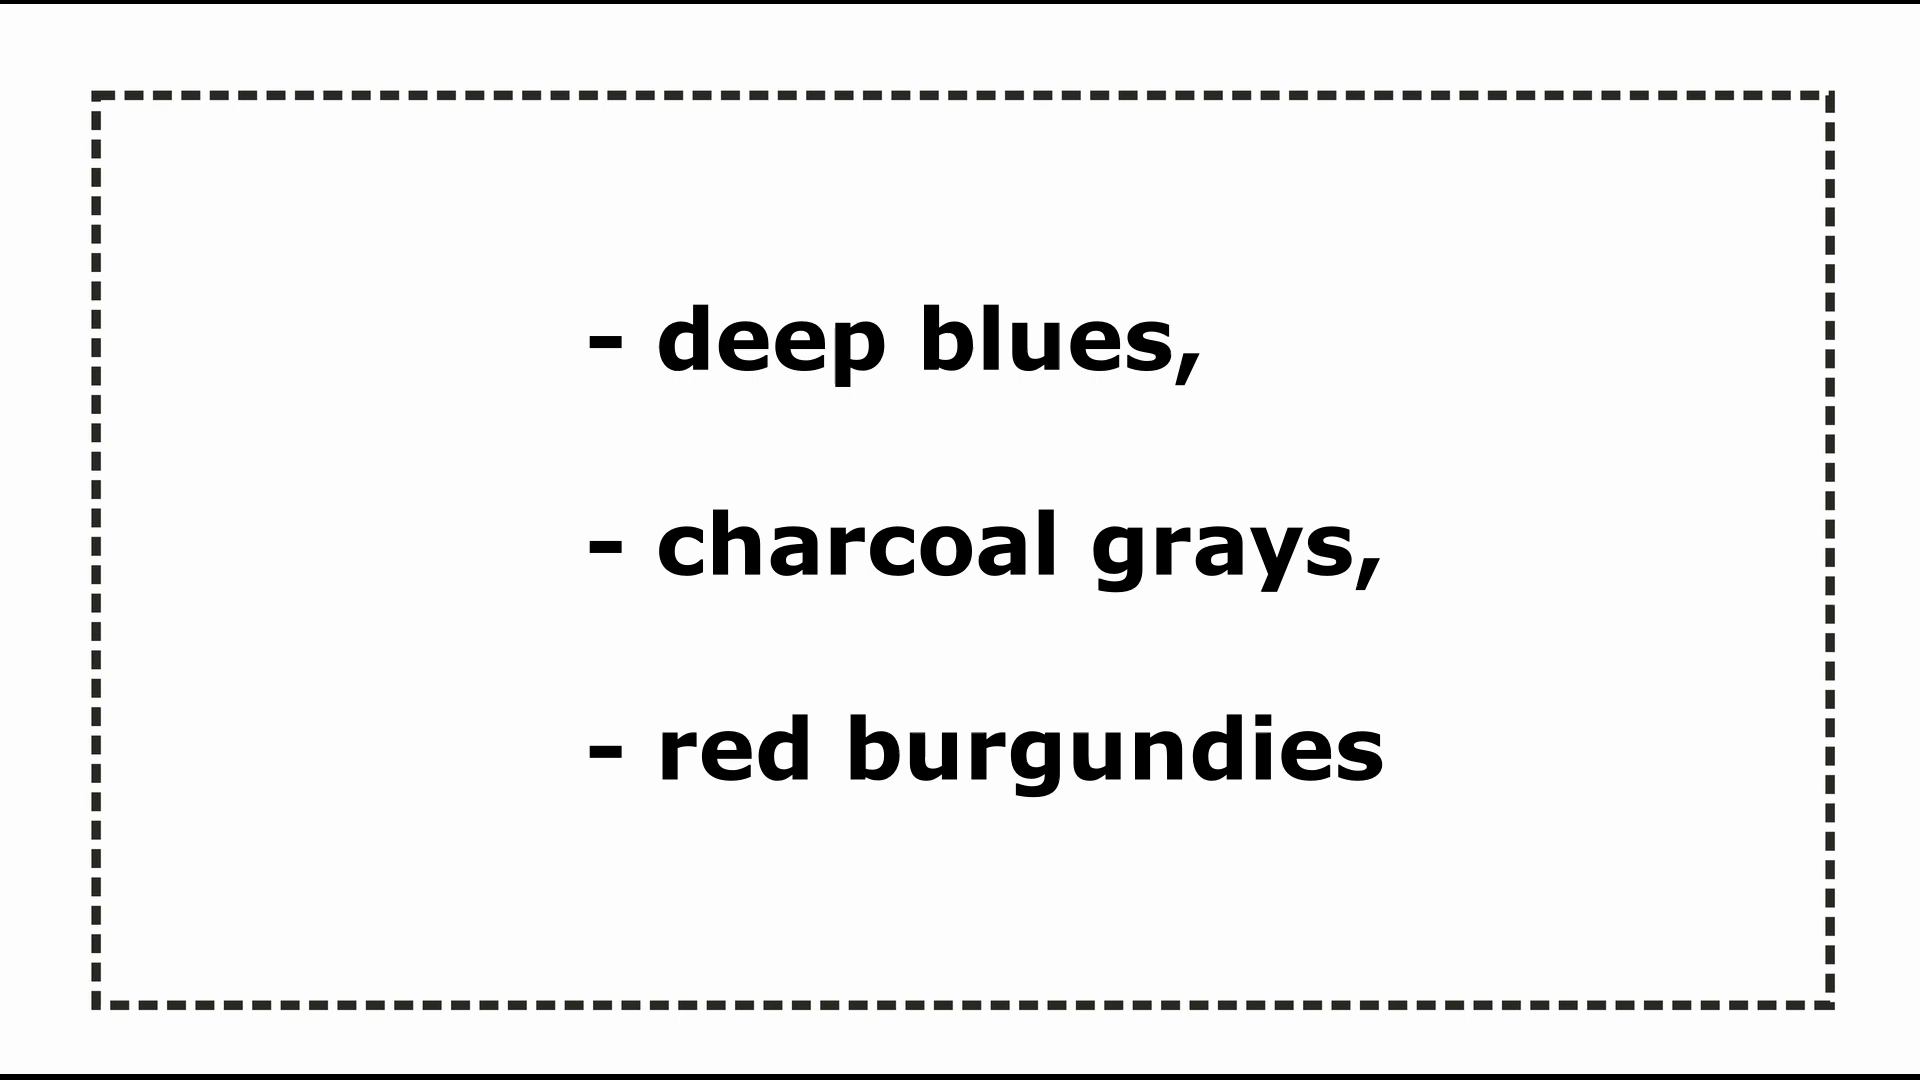 - deep blues,
- charcoal grays,
- red burgundies